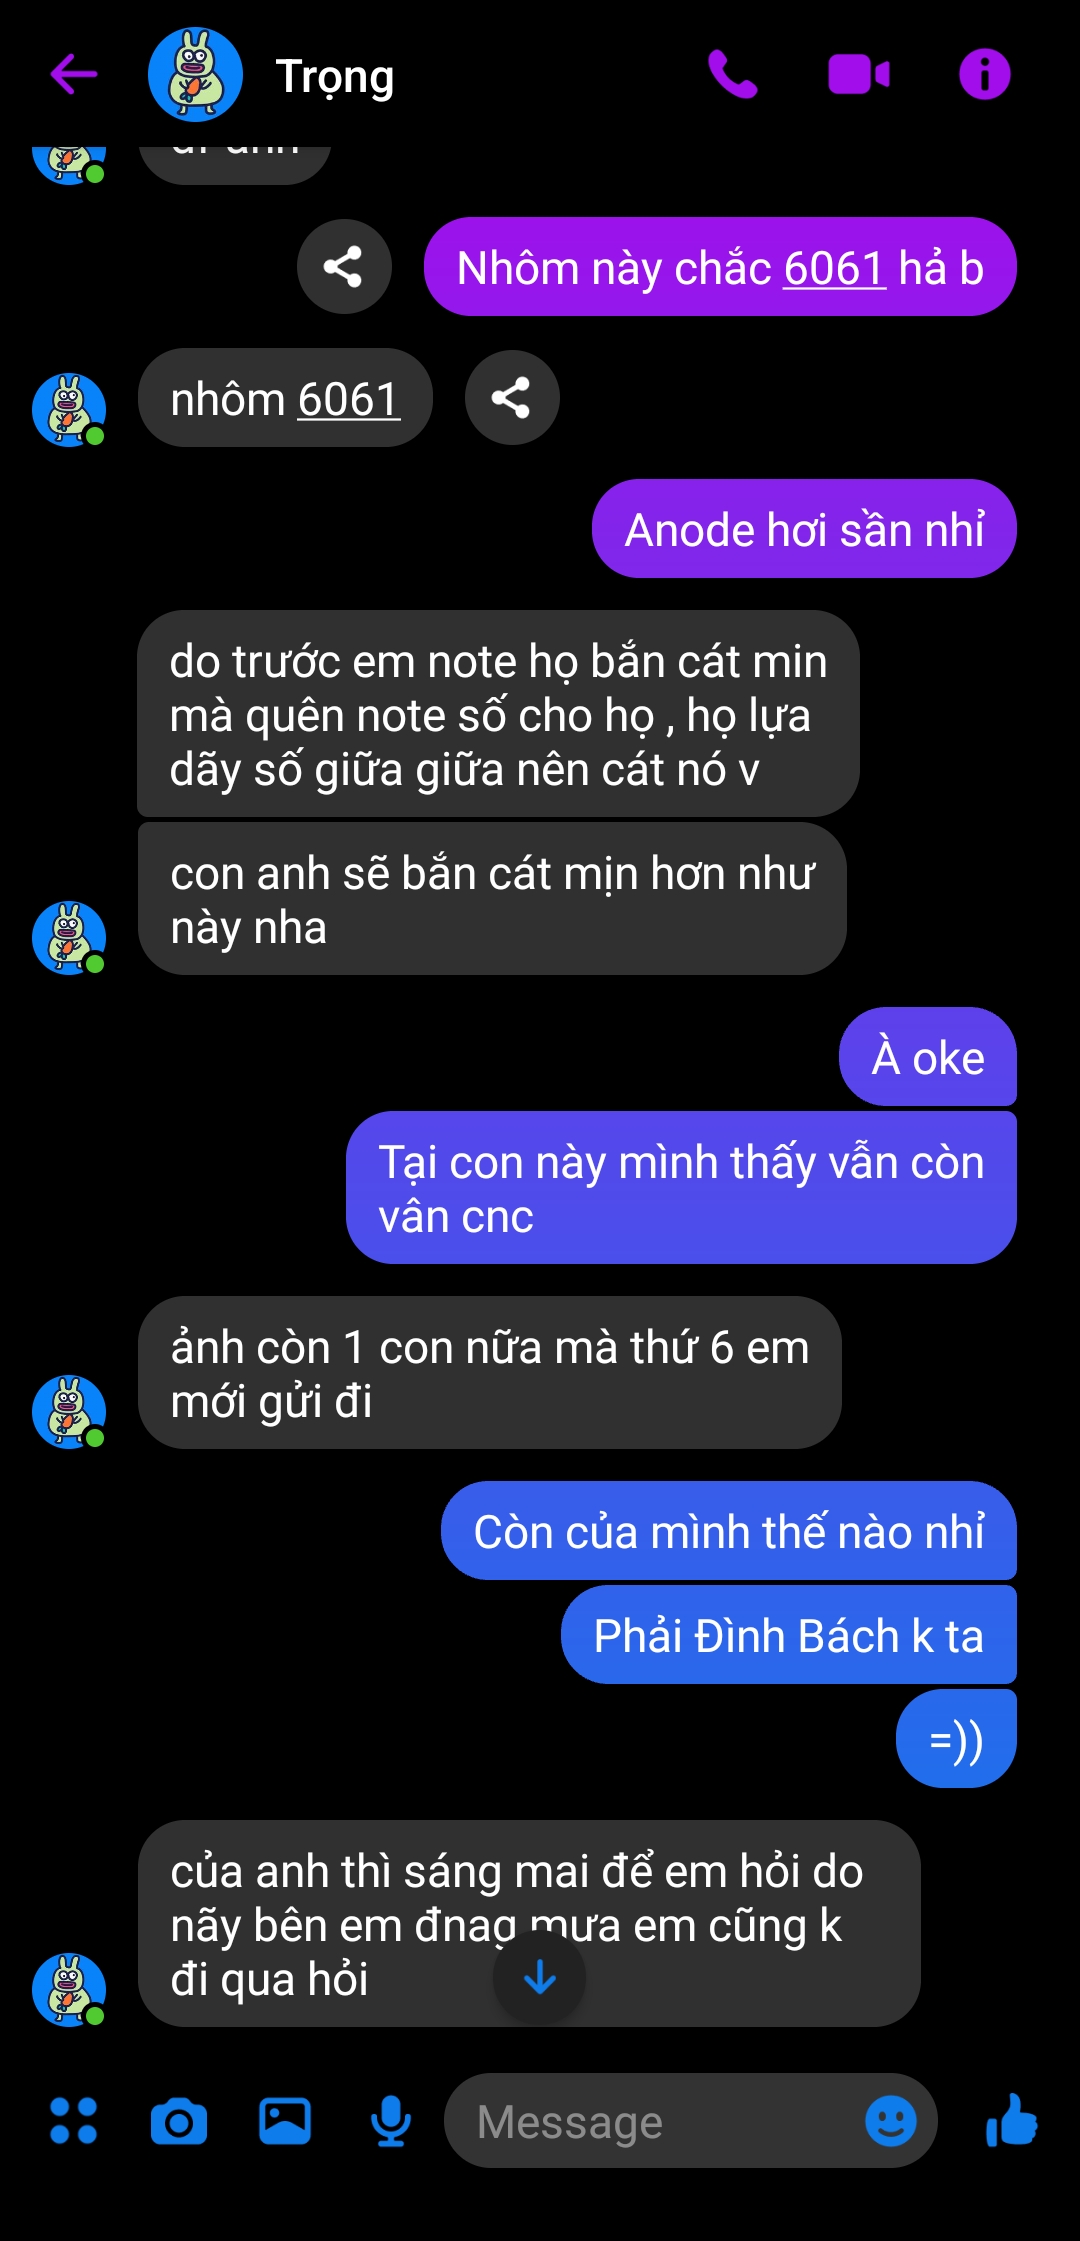 Trọng
Nhôm này chắc 6061 hả b
nhôm 6061
Anode hơi sần nhỉ
do trước em note họ bắn cát min
mà quên note số cho họ , họ lựa
dãy số giữa giữa nên cát nó v
con anh sẽ bắn cát mịn hơn như
này nha
À oke
Tại con này mình thấy vẫn còn
vân cnc
ảnh còn 1 con nữa mà thứ 6 em
mới gửi đi
Còn của mình thế nào nhỉ
Phải Đình Bách k ta
=))
của anh thì sáng mai để em hỏi do
nãy bên em đnag mưa em cũng k
đi qua hỏi
Message